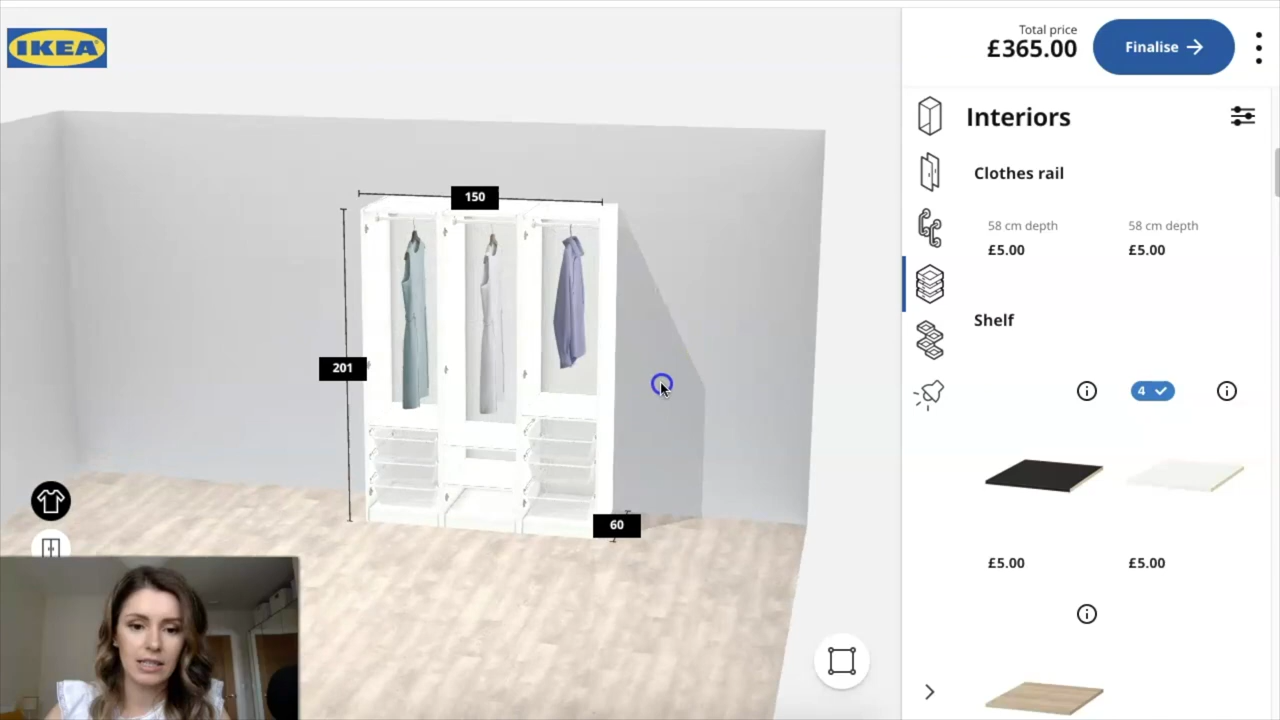 IKEA
Total price
£365.00
Finalise
Interiors
Clothes rail
58 cm depth
58 cm depth
£5.00
£5.00
Shelf
4
£5.00
£5.00
150
201
60